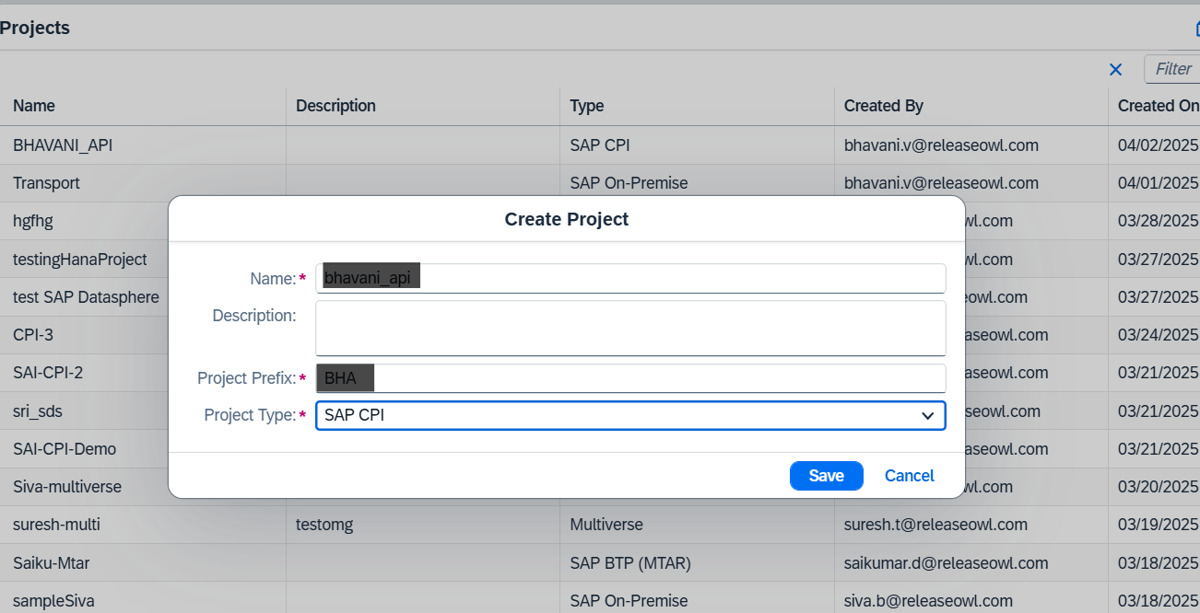 Projects
Filter
Name Description Type Created By Created On
BHAVANI_API SAP CPI bhavani.v@releaseowl.com 04/02/2025
Transport SAP On-Premise bhavani.v@releaseowl.com 04/01/2025
hgfhg wl.com 03/28/2025
testingHanaProject wl.com 03/27/2025
test SAP Datasphere eowl.com 03/27/2025
CPI-3 aseowl.com 03/24/2025
SAI-CPI-2 aseowl.com 03/21/2025
sri_sds seowl.com 03/21/2025
SAI-CPI-Demo aseowl.com 03/21/2025
Siva-multiverse wl.com 03/20/2025
suresh-multi testomg Multiverse suresh.t@releaseowl.com 03/19/2025
Saiku-Mtar SAP BTP (MTAR) saikumar.d@releaseowl.com 03/18/2025
sampleSiva SAP On-Premise siva.b@releaseowl.com 03/18/2025
Create Project
Name:* bhavani_api
Description:
Project Prefix:* BHA
Project Type:* SAP CPI
Save Cancel